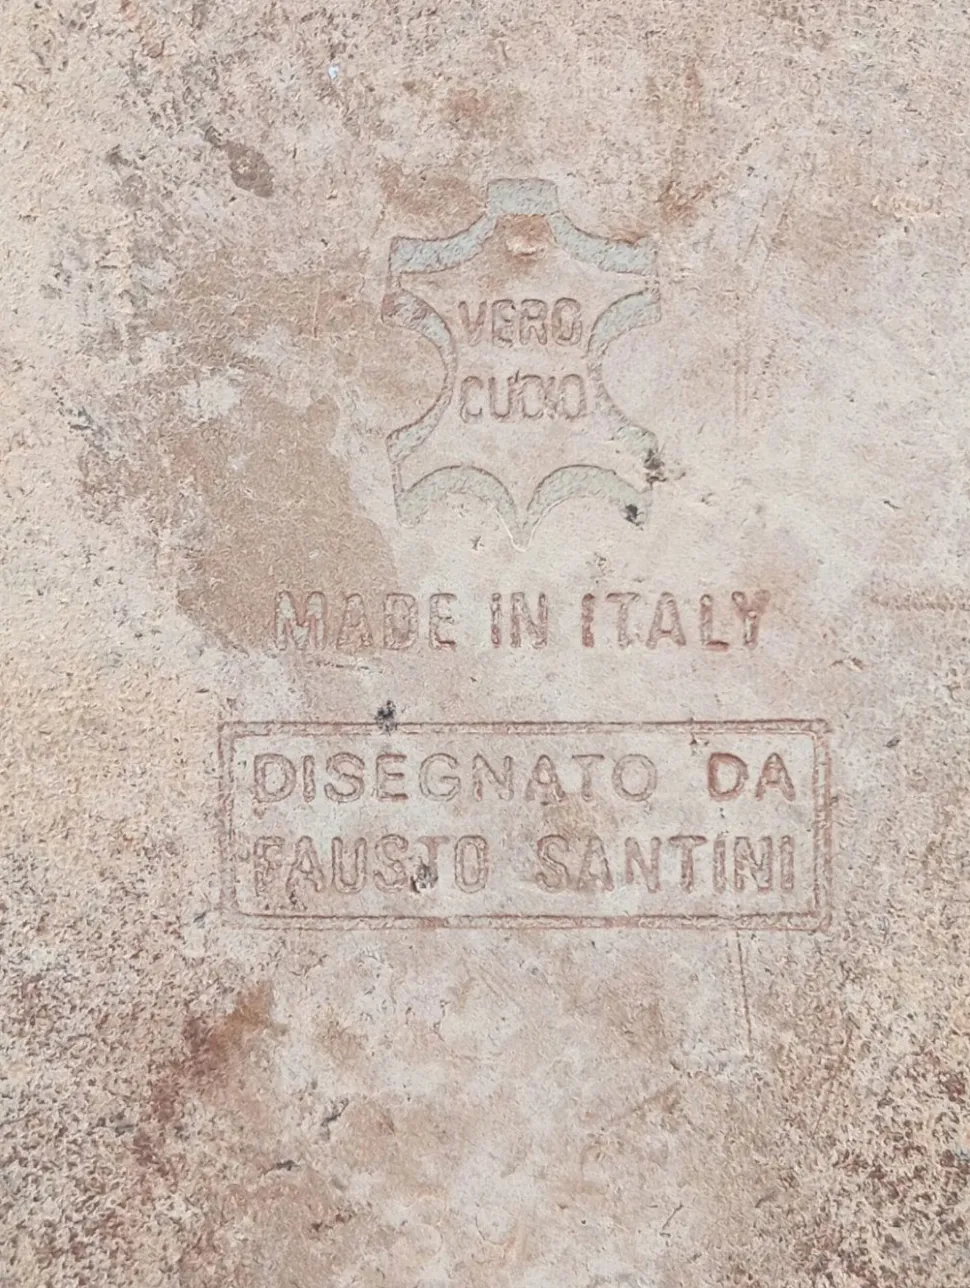 VERO
CUOIO
MADE IN ITALY
DISEGNATO DA
FAUSTO SANTINI